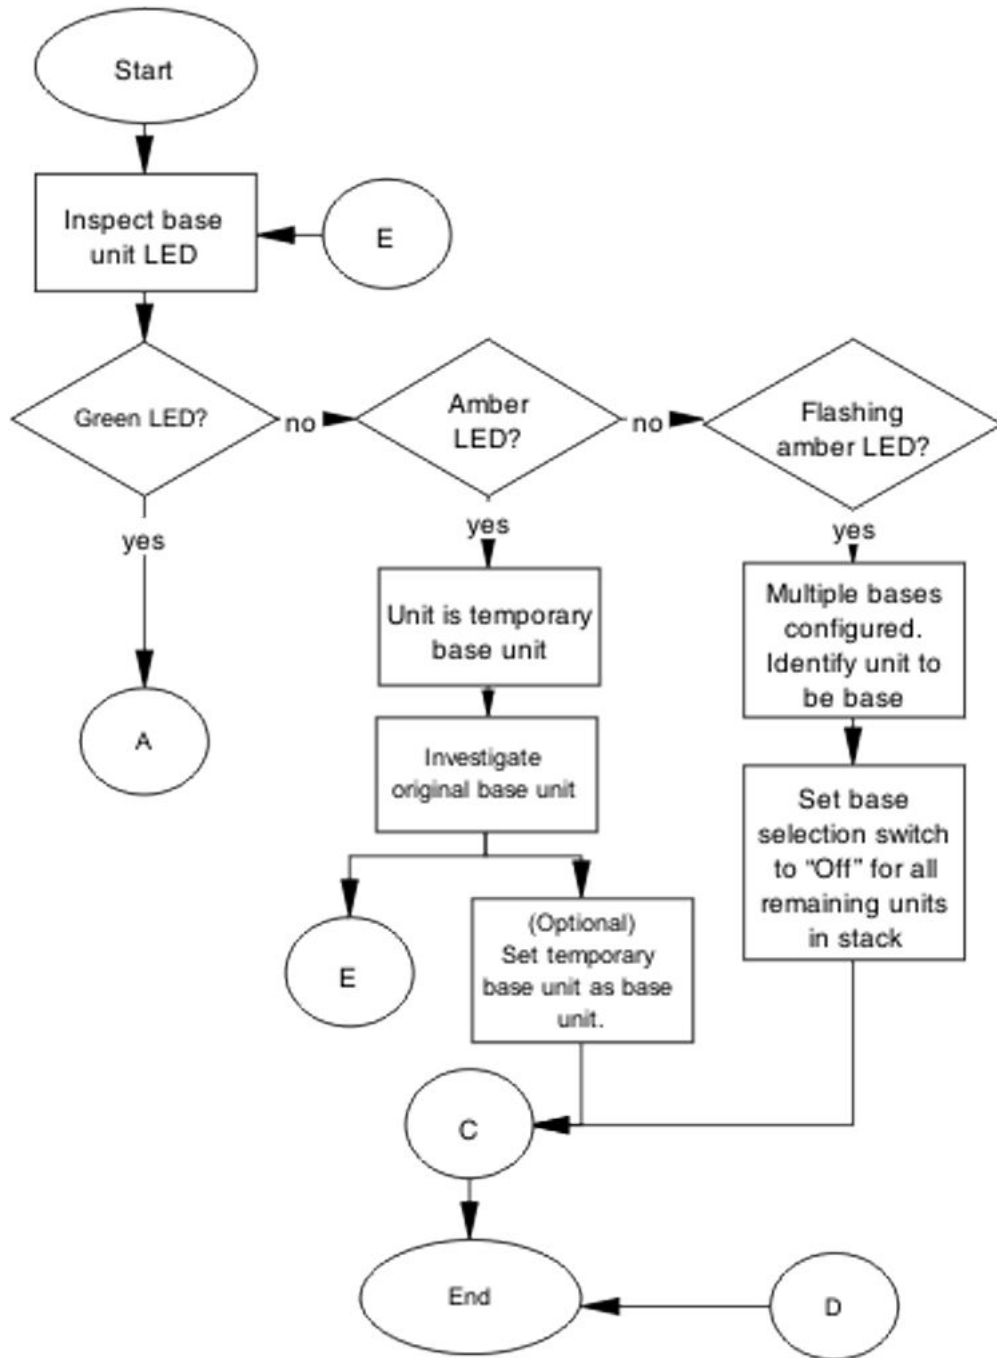 Start
Inspect base
unit LED
E
Green LED?
no
Amber
LED?
no
Flashing
amber LED?
yes
yes
yes
Unit is temporary
base unit
Multiple bases
configured.
Identify unit to
be base
A
Investigate
original base unit
Set base
selection switch
to “Off” for all
remaining units
in stack
E
(Optional)
Set temporary
base unit as base
unit.
C
End
D